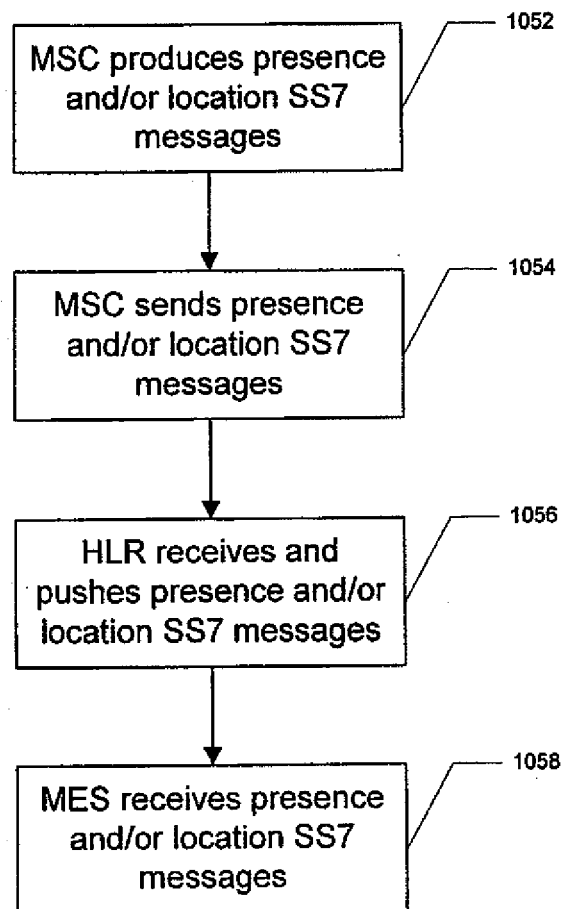 1052
MSC produces presence
and/or location SS7
messages
1054
MSC sends presence
and/or location SS7
messages
1056
HLR receives and
pushes presence and/or
location SS7 messages
1058
MES receives presence
and/or location SS7
messages